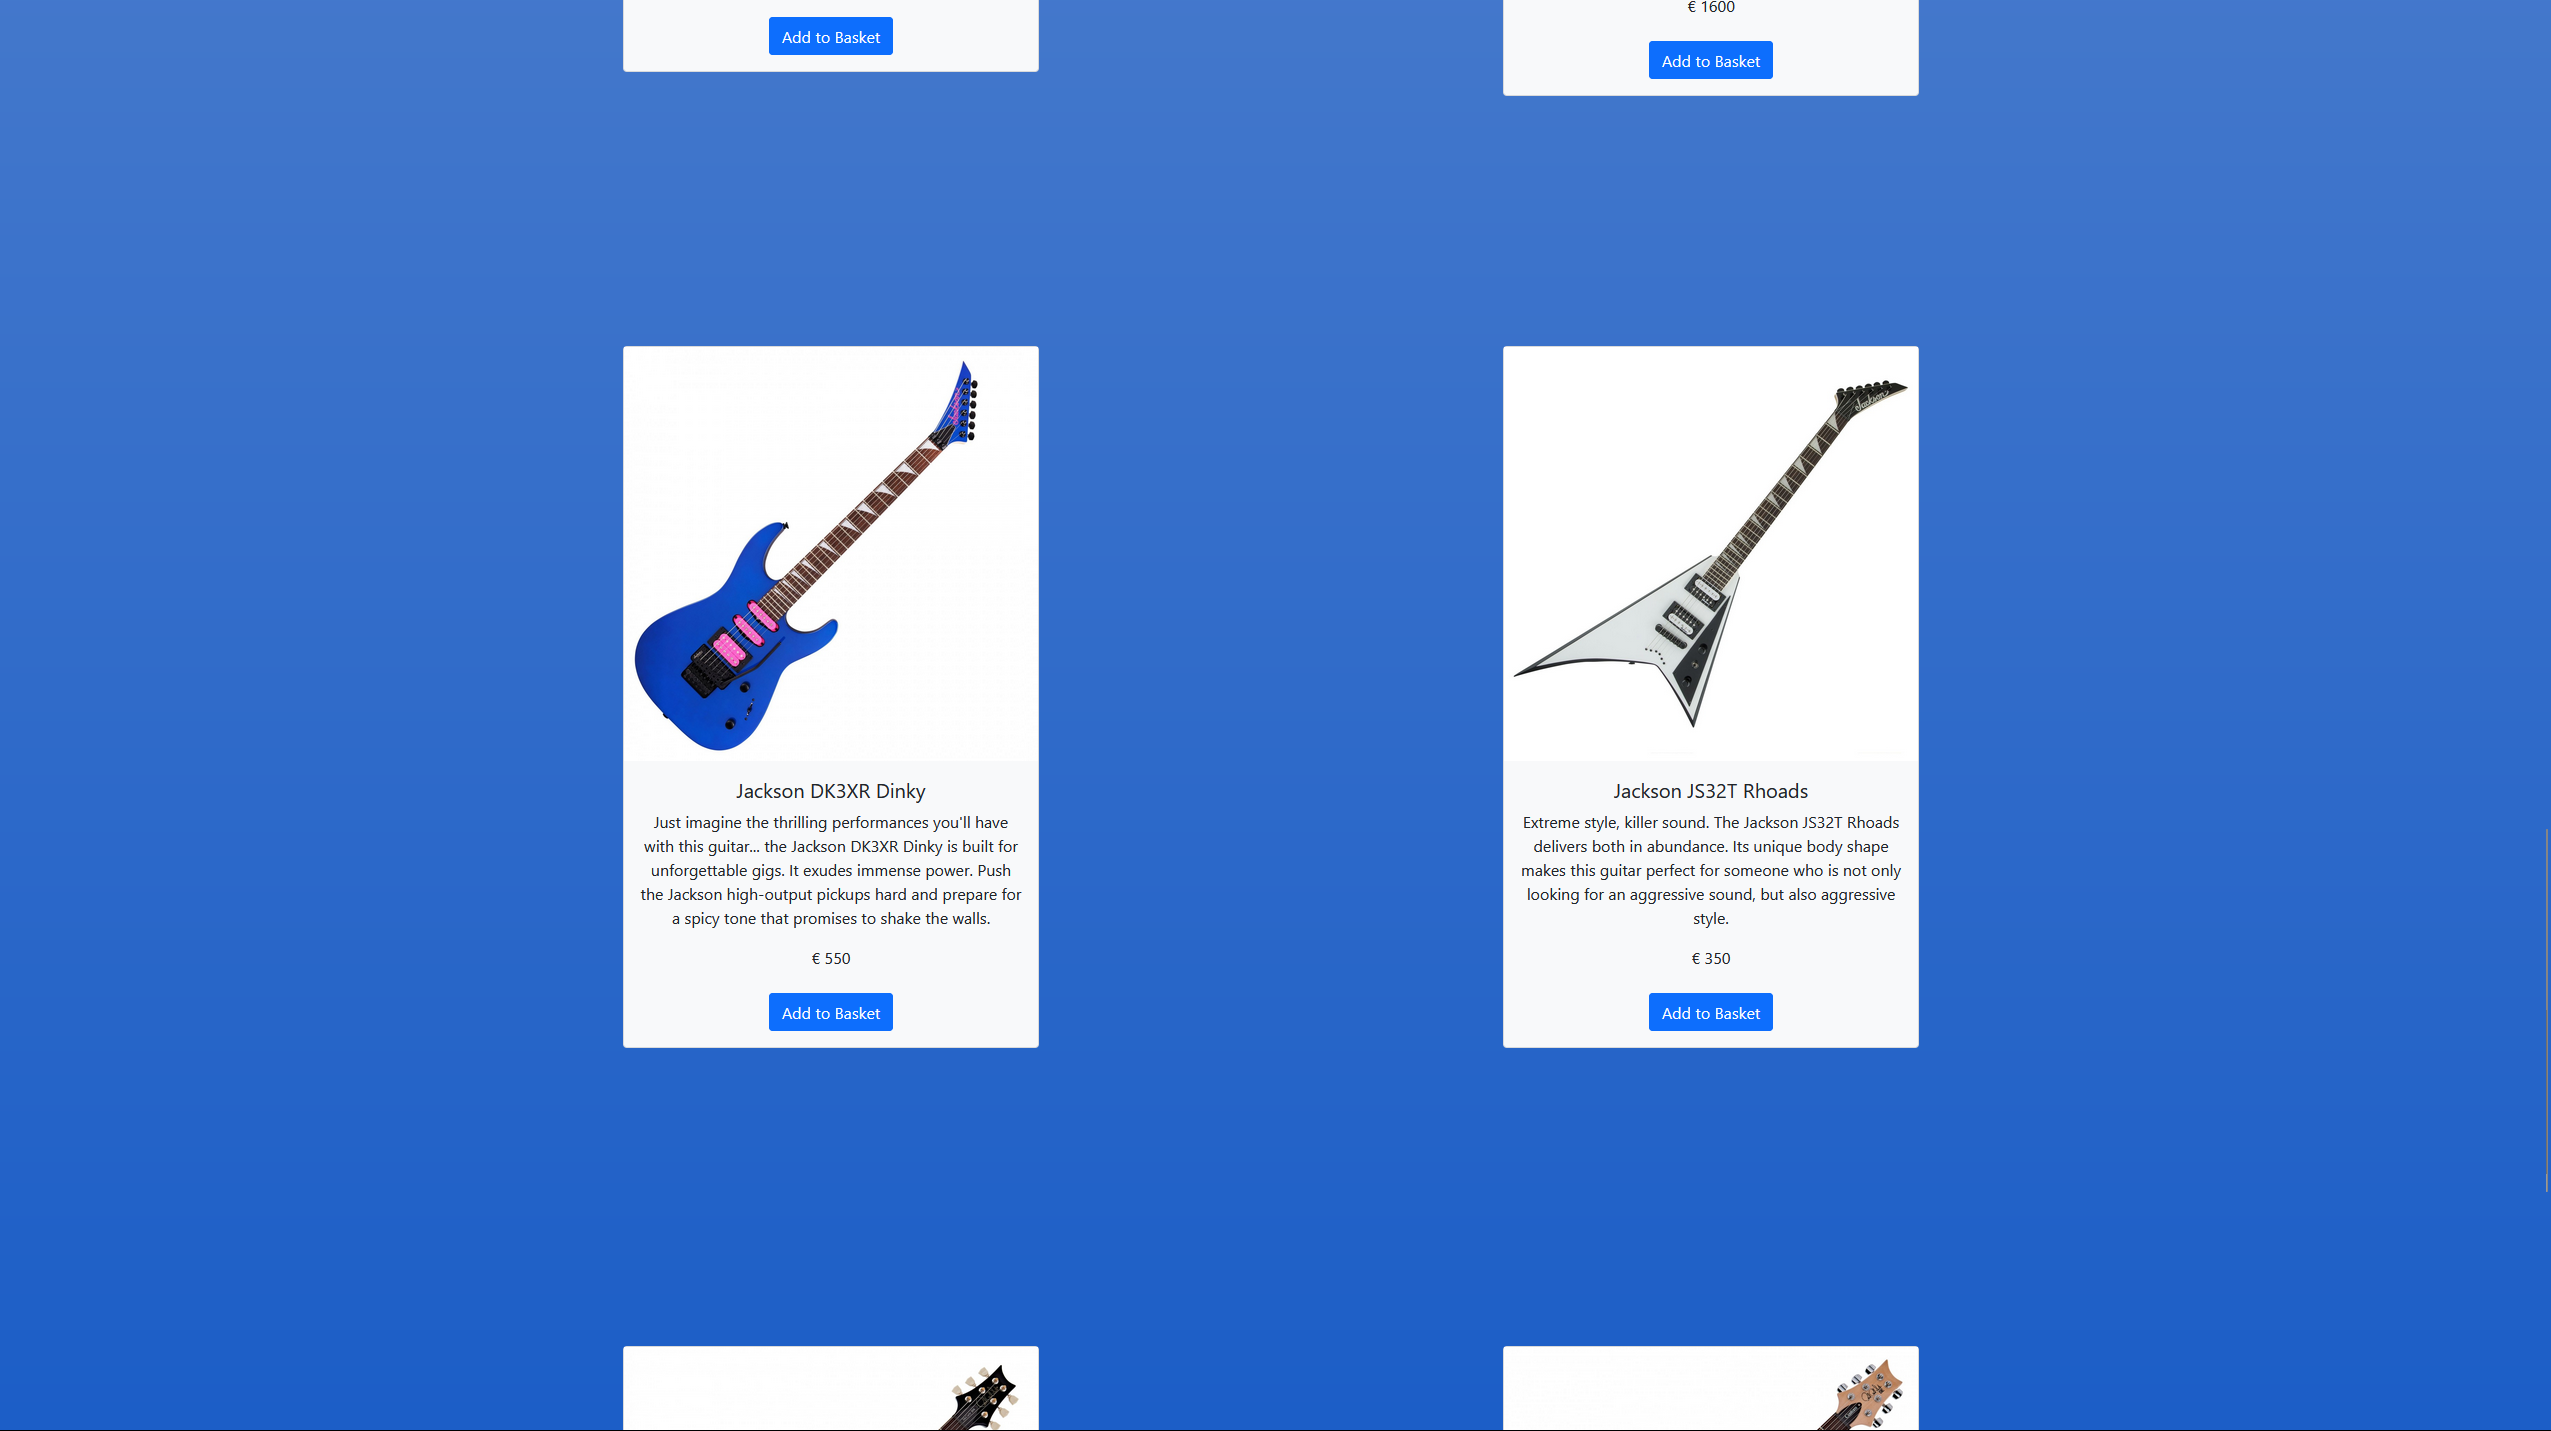 € 1600
Add to Basket
Add to Basket
Jackson
Jackson DK3XR Dinky
Just imagine the thrilling performances you'll have
with this guitar... the Jackson DK3XR Dinky is built for
unforgettable gigs. It exudes immense power. Push
the Jackson high-output pickups hard and prepare for
a spicy tone that promises to shake the walls.
€ 550
Add to Basket
Jackson JS32T Rhoads
Extreme style, killer sound. The Jackson JS32T Rhoads
delivers both in abundance. Its unique body shape
makes this guitar perfect for someone who is not only
looking for an aggressive sound, but also aggressive
style.
€ 350
Add to Basket